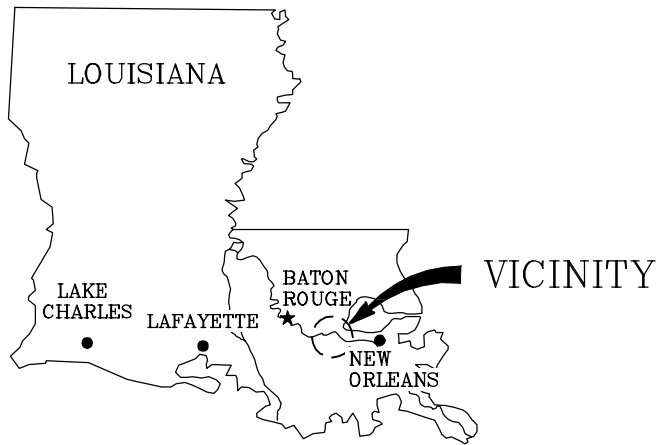 LOUISIANA
VICINITY
BATON
ROUGE
LAKE
CHARLES
LAFAYETTE
NEW
ORLEANS